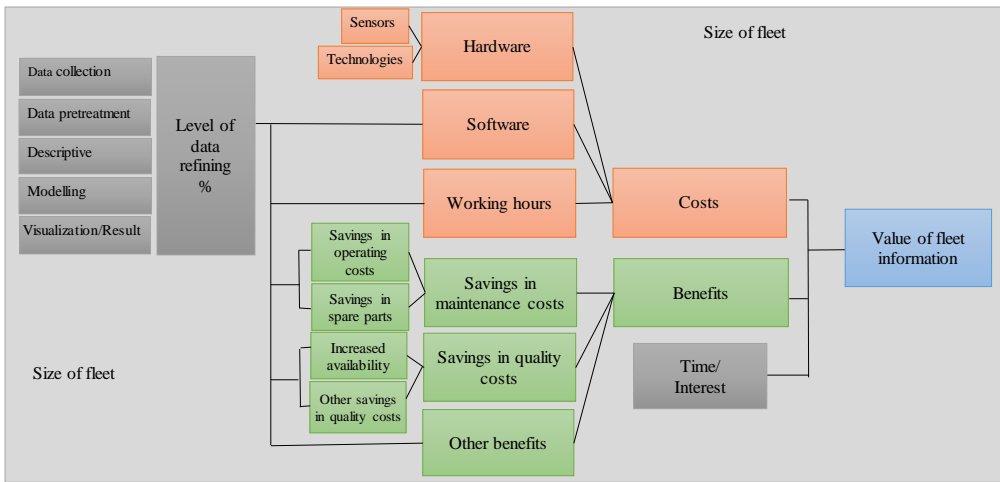 Sensors
Technologies
Hardware
Size of fleet
Data collection
Data pretreatment
Descriptive
Modelling
Visualization/Result
Level of
data
refining
%
Software
Working hours
Costs
Value of fleet
information
Savings in
operating
costs
Savings in
spare parts
Savings in
maintenance costs
Benefits
Increased
availability
Other savings
in quality costs
Savings in quality
costs
Time/
Interest
Size of fleet
Other benefits